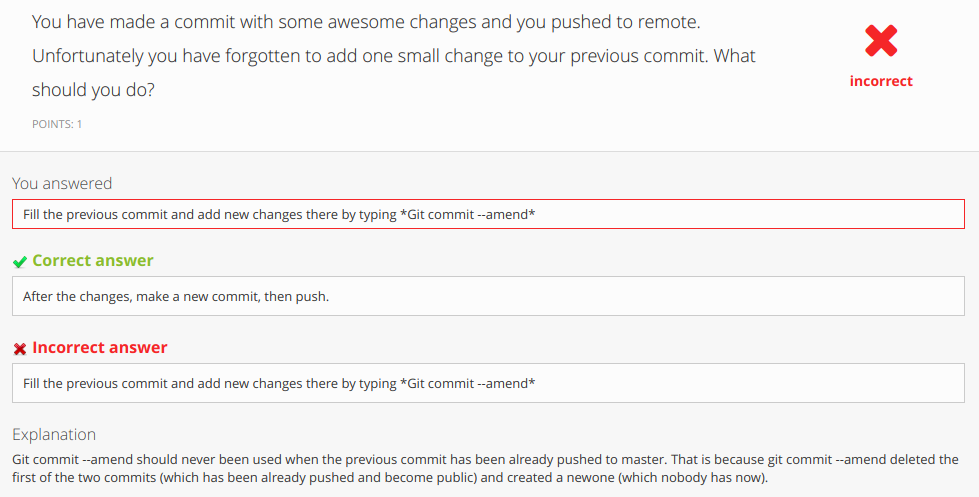 You have made a commit with some awesome changes and you pushed to remote.
Unfortunately you have forgotten to add one small change to your previous commit. What
should you do?
incorrect
POINTS: 1
You answered
Fill the previous commit and add new changes there by typing *Git commit --amend*
Correct answer
After the changes, make a new commit, then push.
Incorrect answer
Fill the previous commit and add new changes there by typing *Git commit --amend*
Explanation
Git commit --amend should never been used when the previous commit has been already pushed to master. That is because git commit --amend deleted the
first of the two commits (which has been already pushed and become public) and created a newone (which nobody has now).